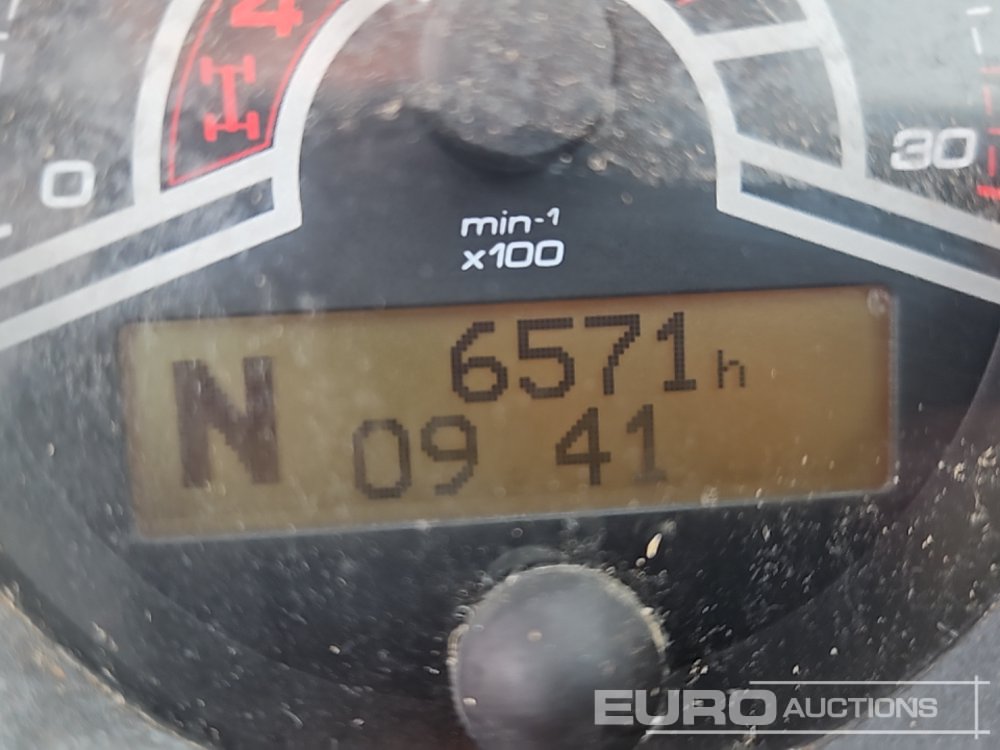 4
0
30
min-1
x100
N
6571 h
09 41
EURO AUCTIONS